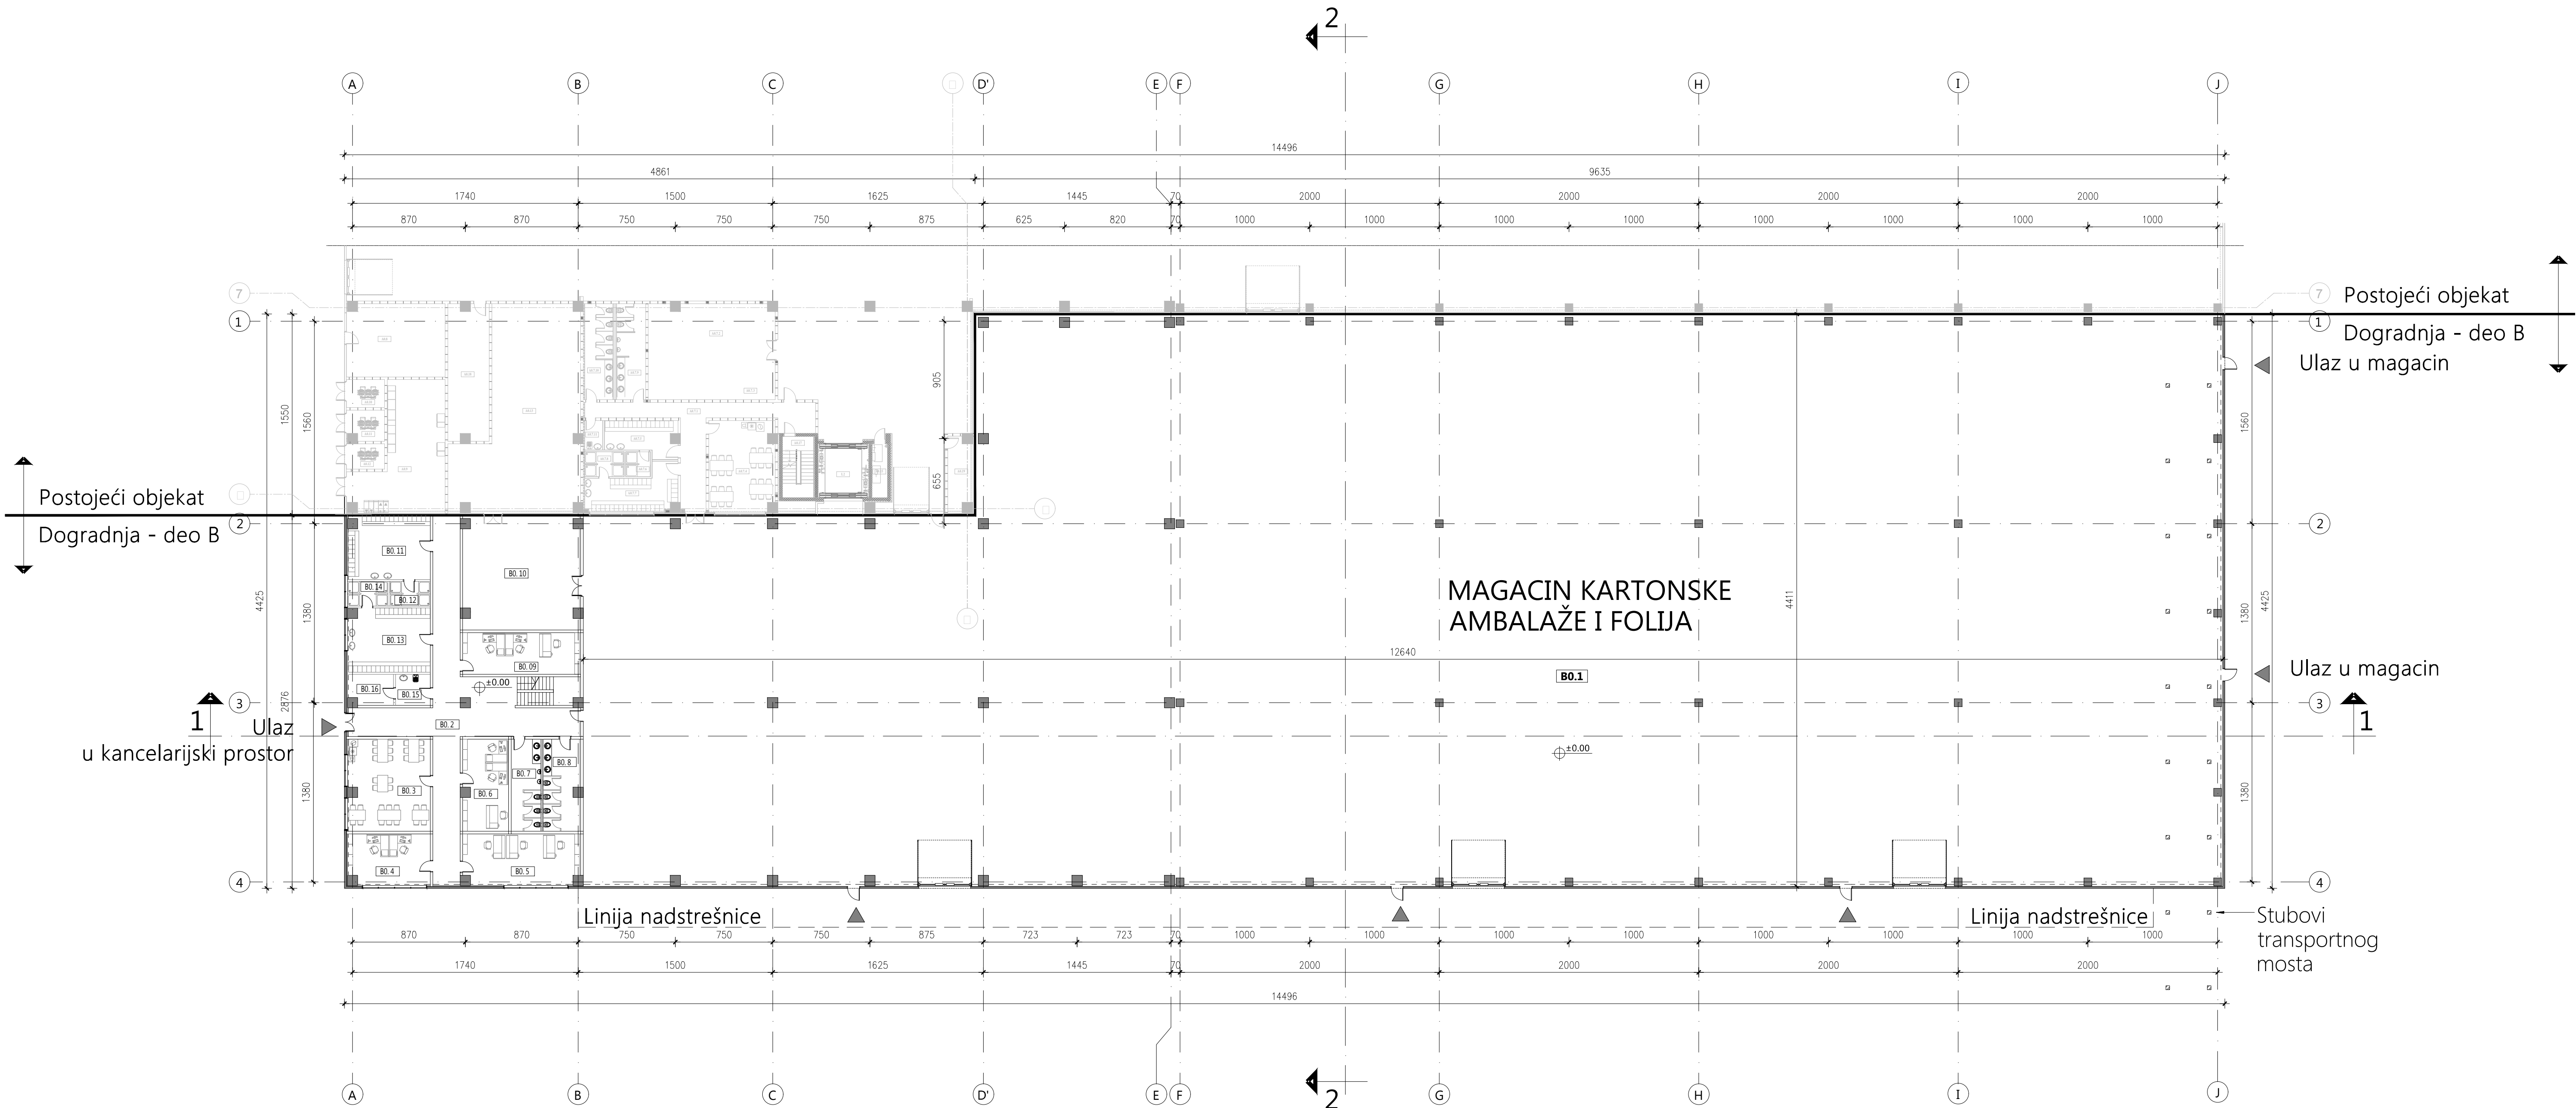 2
A B C D' E F G H I J
14496
4861 9635
1740 1500 1625 1445 70 2000 2000 2000 2000
870 870 750 750 750 875 625 820 70 1000 1000 1000 1000 1000 1000 1000 1000
7
7 Postojeći objekat
1
1
Dogradnja - deo B
Ulaz u magacin
905
1550
1560
1560
655
Postojeći objekat
2
2
Dogradnja - deo B
B0.11
B0.10
B0.14
B0.12
MAGACIN KARTONSKE
AMBALAŽE I FOLIJA
4425
1380
4411
1380
4425
B0.13
B0.09
12640
Ulaz u magacin
B0.1
B0.16
B0.15
±0.00
2876
3
3
1
1
Ulaz
u kancelarijski prostor
B0.2
±0.00
B0.7
B0.8
B0.3
B0.6
1380
1380
B0.4
B0.5
4
4
Linija nadstrešnice
Linija nadstrešnice
Stubovi
transportnog
mosta
870 870 750 750 750 875 723 723 70 1000 1000 1000 1000 1000 1000 1000 1000
1740 1500 1625 1445 70 2000 2000 2000 2000
14496
A B C D' E F G H I J
2